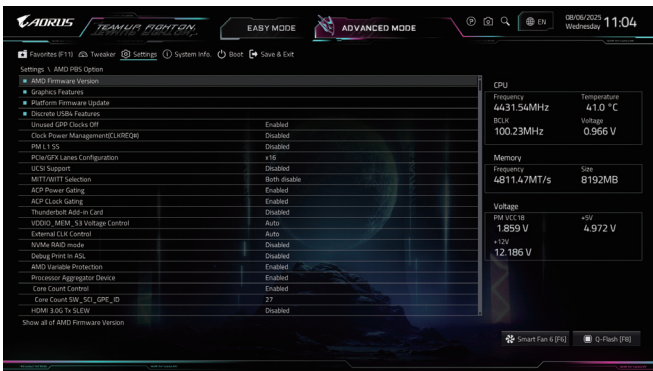 AORUS
TEAM UP. FIGHT ON.
EASY MODE
ADVANCED MODE
EN
08/06/2025
Wednesday
11:04
Favorites (F11)
Tweaker
Settings
System Info.
Boot
Save & Exit
Settings \ AMD PBS Option
AMD Firmware Version
Graphics Features
Platform Firmware Update
Discrete USB4 Features
Unused GPP Clocks Off Enabled
Clock Power Management(CLKREQ#) Disabled
PM L1 SS Disabled
PCIe/GFX Lanes Configuration x16
UCSI Support Disabled
MITT/WITT Selection Both disable
ACP Power Gating Enabled
ACP CLock Gating Enabled
Thunderbolt Add-in Card Disabled
VDDIO_MEM_S3 Voltage Control Auto
External CLK Control Auto
NVMe RAID mode Disabled
Debug Print In ASL Disabled
AMD Variable Protection Enabled
Processor Aggregator Device Enabled
Core Count Control Enabled
Core Count SW_SCI_GPE_ID 27
HDMI 3.0G Tx SLEW Disabled
Show all of AMD Firmware Version
CPU
Frequency Temperature
4431.54MHz 41.0 °C
BCLK Voltage
100.23MHz 0.966 V
Memory
Frequency Size
4811.47MT/s 8192MB
Voltage
PM VCC18 +5V
1.859 V 4.972 V
+12V
12.186 V
Smart Fan 6 [F6]
Q-Flash [F8]